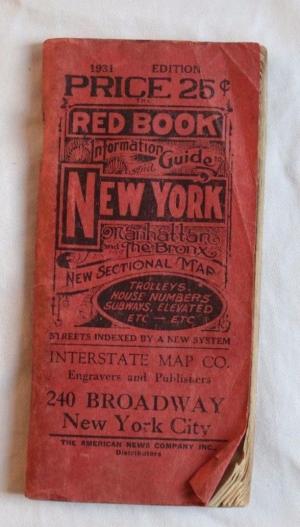 1931 EDITION
PRICE 25¢
THE
RED BOOK
Information and Guide to
NEW YORK
Manhattan
and The Bronx
NEW SECTIONAL MAP
TROLLEYS,
HOUSE NUMBERS
SUBWAYS, ELEVATED
ETC — ETC
STREETS INDEXED BY A NEW SYSTEM
INTERSTATE MAP CO.
Engravers and Publishers
240 BROADWAY
New York City
THE AMERICAN NEWS COMPANY INC.
Distributors